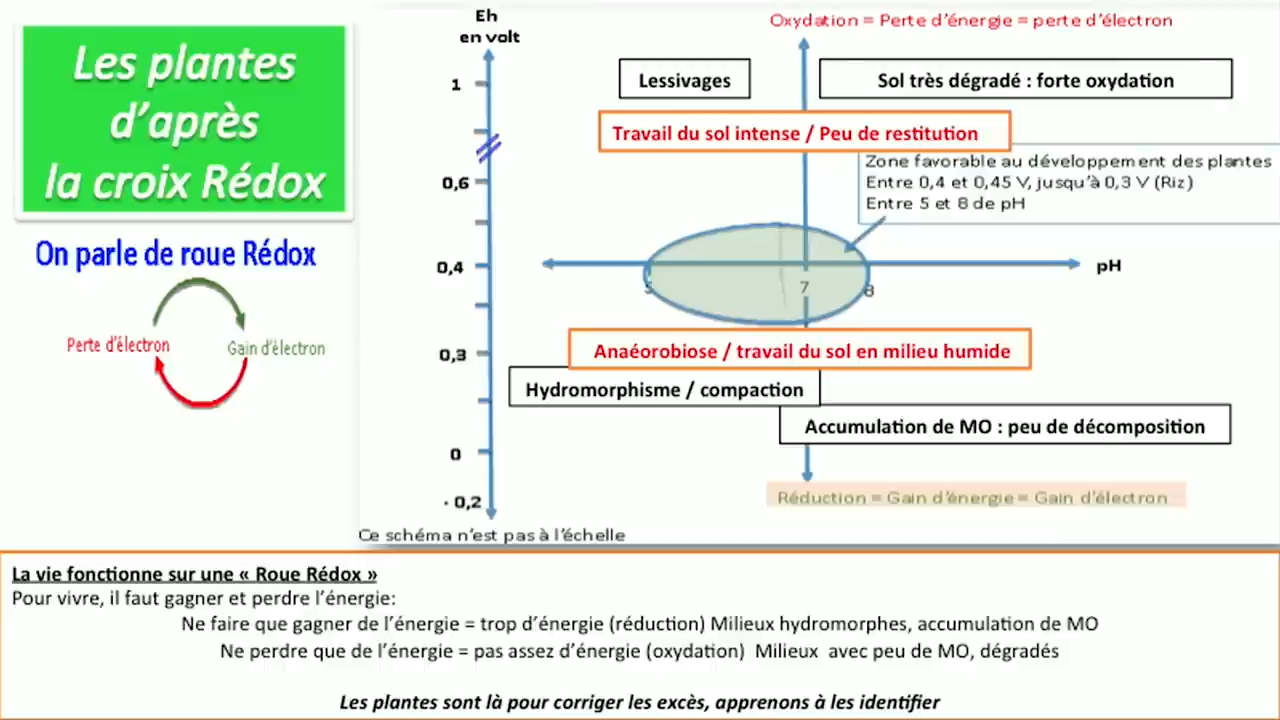 Les plantes
d'après
la croix Rédox
On parle de roue Rédox
Perte d'électron
Gain d'électron
Eh
en volt
1
0,6
0,4
0,3
0
- 0,2
Oxydation = Perte d'énergie = perte d'électron
Lessivages
Sol très dégradé : forte oxydation
Travail du sol intense / Peu de restitution
Zone favorable au développement des plantes
Entre 0,4 et 0,45 V, jusqu'à 0,3 V (Riz)
Entre 5 et 8 de pH
pH
5
7
8
Anaéorobiose / travail du sol en milieu humide
Hydromorphisme / compaction
Accumulation de MO : peu de décomposition
Réduction = Gain d'énergie = Gain d'électron
Ce schéma n'est pas à l'échelle
La vie fonctionne sur une « Roue Rédox »
Pour vivre, il faut gagner et perdre l'énergie:
Ne faire que gagner de l'énergie = trop d'énergie (réduction) Milieux hydromorphes, accumulation de MO
Ne perdre que de l'énergie = pas assez d'énergie (oxydation) Milieux avec peu de MO, dégradés
Les plantes sont là pour corriger les excès, apprenons à les identifier